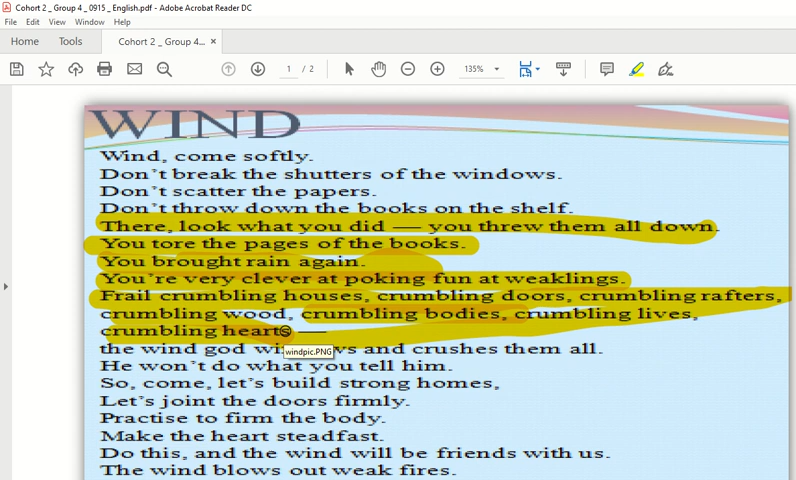 Cohort 2 _ Group 4 _ 0915 _ English.pdf - Adobe Acrobat Reader DC
File Edit View Window Help
Home Tools Cohort 2 _ Group 4... ×
1 / 2 135%
WIND
Wind, come softly.
Don't break the shutters of the windows.
Don't scatter the papers.
Don't throw down the books on the shelf.
There, look what you did — you threw them all down.
You tore the pages of the books.
You brought rain again.
You're very clever at poking fun at weaklings.
Frail crumbling houses, crumbling doors, crumbling rafters,
crumbling wood, crumbling bodies, crumbling lives,
crumbling hearts —
the wind god win ws and crushes them all.
windpic.PNG
He won't do what you tell him.
So, come, let's build strong homes,
Let's joint the doors firmly.
Practise to firm the body.
Make the heart steadfast.
Do this, and the wind will be friends with us.
The wind blows out weak fires.